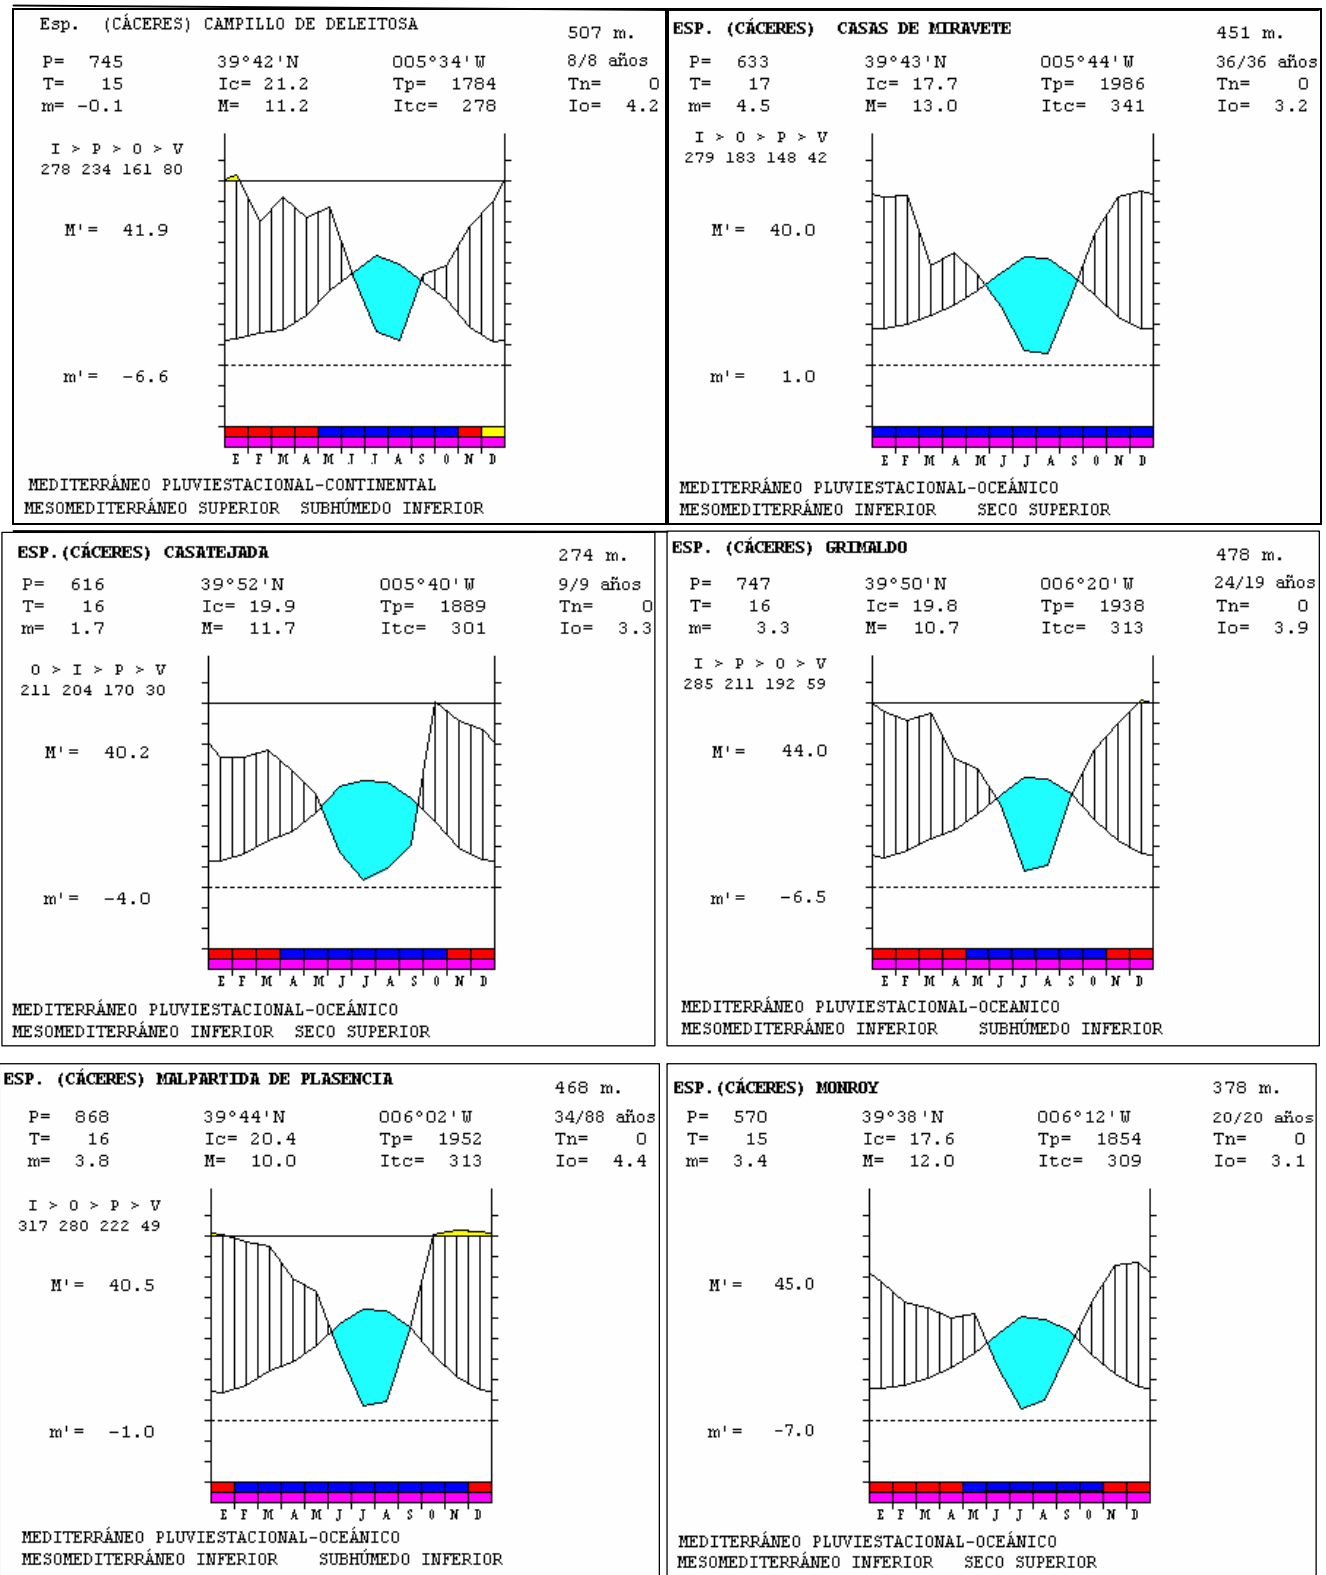 Esp. (CÁCERES) CAMPILLO DE DELEITOSA
507 m.
P= 745 39°42'N 005°34'W 8/8 años
T= 15 Ic= 21.2 Tp= 1784 Tn= 0
m= -0.1 M= 11.2 Itc= 278 Io= 4.2
I > P > O > V
278 234 161 80
M'= 41.9
m'= -6.6
E F M A M J J A S O N D
MEDITERRÁNEO PLUVIESTACIONAL-CONTINENTAL
MESOMEDITERRÁNEO SUPERIOR SUBHÚMEDO INFERIOR
ESP. (CÁCERES) CASAS DE MIRAVETE
451 m.
P= 633 39°43'N 005°44'W 36/36 años
T= 17 Ic= 17.7 Tp= 1986 Tn= 0
m= 4.5 M= 13.0 Itc= 341 Io= 3.2
I > O > P > V
279 183 148 42
M'= 40.0
m'= 1.0
E F M A M J J A S O N D
MEDITERRÁNEO PLUVIESTACIONAL-OCEÁNICO
MESOMEDITERRÁNEO INFERIOR SECO SUPERIOR
ESP.(CÁCERES) CASATEJADA
274 m.
P= 616 39°52'N 005°40'W 9/9 años
T= 16 Ic= 19.9 Tp= 1889 Tn= 0
m= 1.7 M= 11.7 Itc= 301 Io= 3.3
O > I > P > V
211 204 170 30
M'= 40.2
m'= -4.0
E F M A M J J A S O N D
MEDITERRÁNEO PLUVIESTACIONAL-OCEÁNICO
MESOMEDITERRÁNEO INFERIOR SECO SUPERIOR
ESP. (CÁCERES) GRIMALDO
478 m.
P= 747 39°50'N 006°20'W 24/19 años
T= 16 Ic= 19.8 Tp= 1938 Tn= 0
m= 3.3 M= 10.7 Itc= 313 Io= 3.9
I > P > O > V
285 211 192 59
M'= 44.0
m'= -6.5
E F M A M J J A S O N D
MEDITERRÁNEO PLUVIESTACIONAL-OCEANICO
MESOMEDITERRÁNEO INFERIOR SUBHÚMEDO INFERIOR
ESP. (CÁCERES) MALPARTIDA DE PLASENCIA
468 m.
P= 868 39°44'N 006°02'W 34/88 años
T= 16 Ic= 20.4 Tp= 1952 Tn= 0
m= 3.8 M= 10.0 Itc= 313 Io= 4.4
I > O > P > V
317 280 222 49
M'= 40.5
m'= -1.0
E F M A M J J A S O N D
MEDITERRÁNEO PLUVIESTACIONAL-OCEÁNICO
MESOMEDITERRÁNEO INFERIOR SUBHÚMEDO INFERIOR
ESP.(CÁCERES) MONROY
378 m.
P= 570 39°38'N 006°12'W 20/20 años
T= 15 Ic= 17.6 Tp= 1854 Tn= 0
m= 3.4 M= 12.0 Itc= 309 Io= 3.1
M'= 45.0
m'= -7.0
E F M A M J J A S O N D
MEDITERRÁNEO PLUVIESTACIONAL-OCEÁNICO
MESOMEDITERRÁNEO INFERIOR SECO SUPERIOR